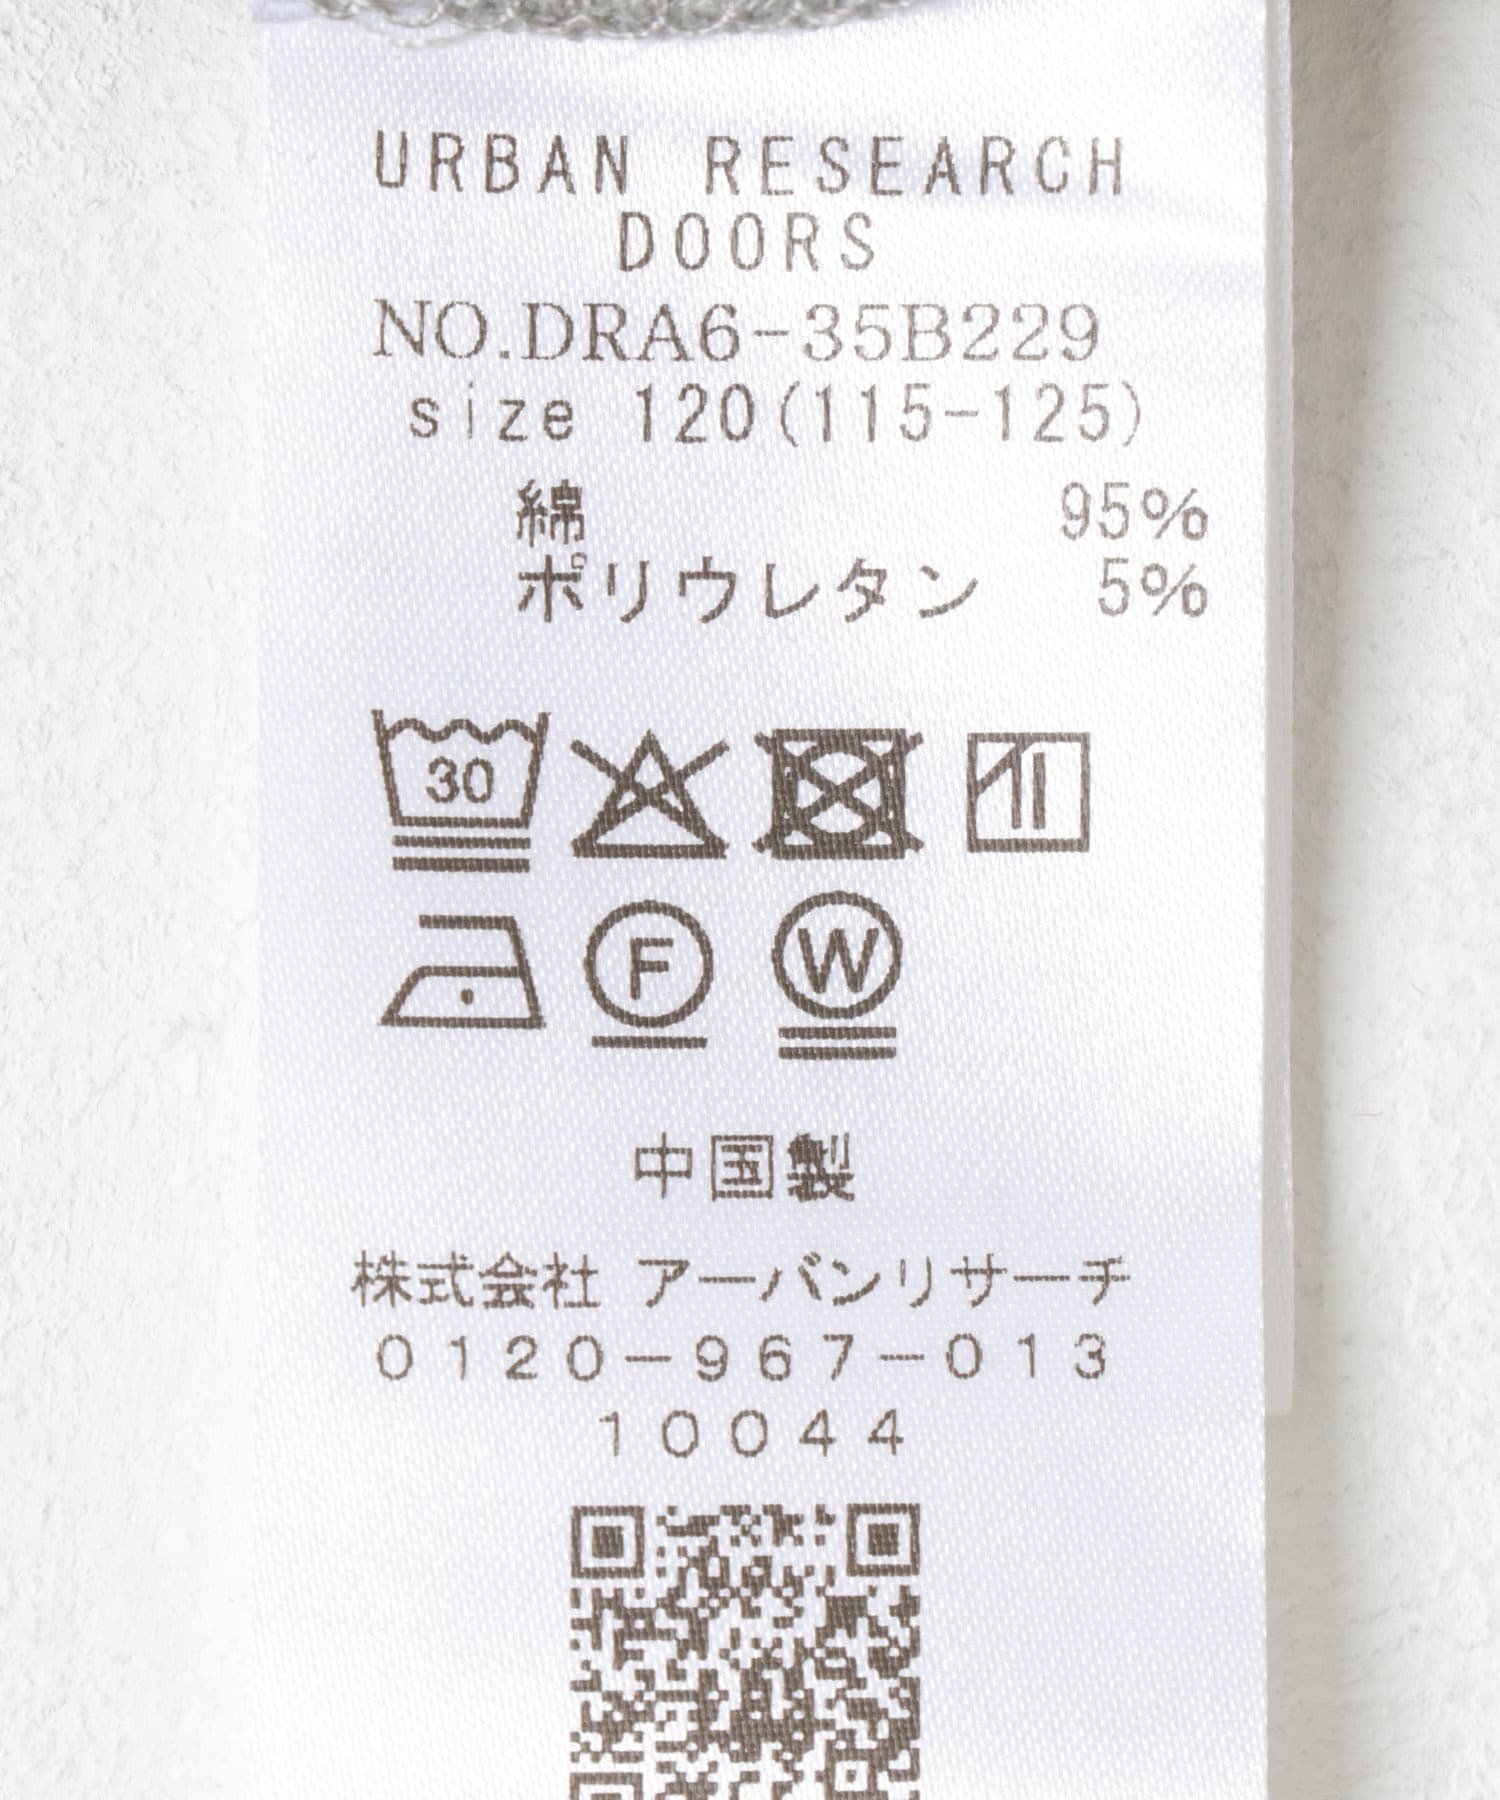 URBAN RESEARCH
DOORS
NO.DRA6-35B229
size 120(115-125)
綿 95%
ポリウレタン 5%
30
F W
中国製
株式会社 アーバンリサーチ
0120-967-013
10044